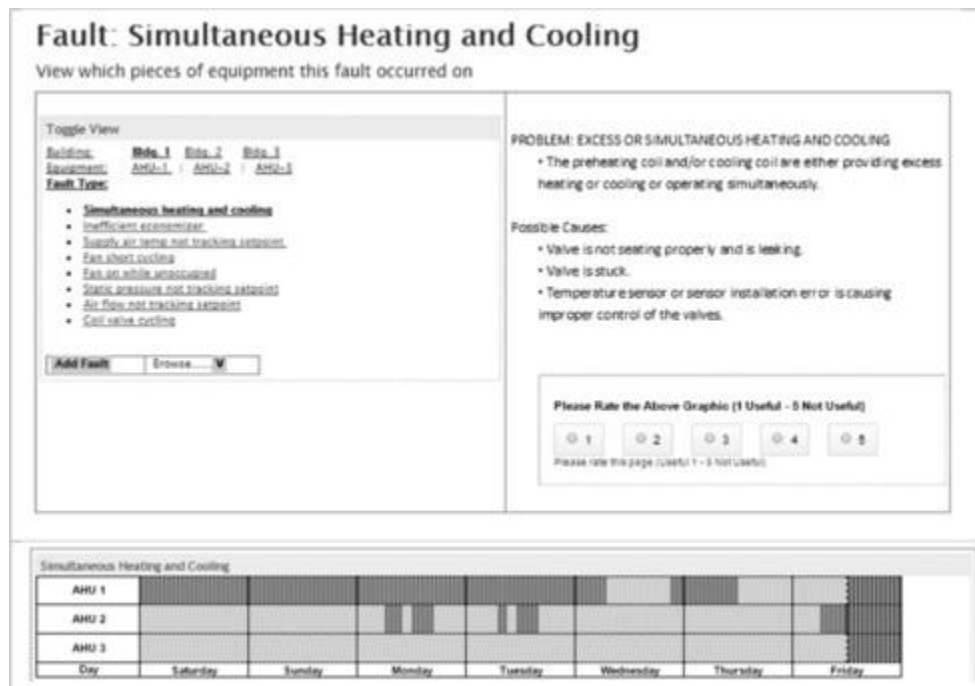 Fault: Simultaneous Heating and Cooling
View which pieces of equipment this fault occurred on
Toggle View
Building: Bldg. 1 Bldg. 2 Bldg. 3
Equipment: AHU-1 | AHU-2 | AHU-3
Fault Type:
• Simultaneous heating and cooling
• Inefficient economizer
• Supply air temp not tracking setpoint
• Fan short cycling
• Fan on while unoccupied
• Static pressure not tracking setpoint
• Air flow not tracking setpoint
• Coil valve cycling
Add Fault Browse...... V
PROBLEM: EXCESS OR SIMULTANEOUS HEATING AND COOLING
• The preheating coil and/or cooling coil are either providing excess
heating or cooling or operating simultaneously.
Possible Causes:
• Valve is not seating properly and is leaking.
• Valve is stuck.
• Temperature sensor or sensor installation error is causing
improper control of the valves.
Please Rate the Above Graphic (1 Useful - 5 Not Useful)
1 2 3 4 5
Please rate this page (Useful 1 - 5 Not Useful)
Simultaneous Heating and Cooling
AHU 1
AHU 2
AHU 3
Day Saturday Sunday Monday Tuesday Wednesday Thursday Friday